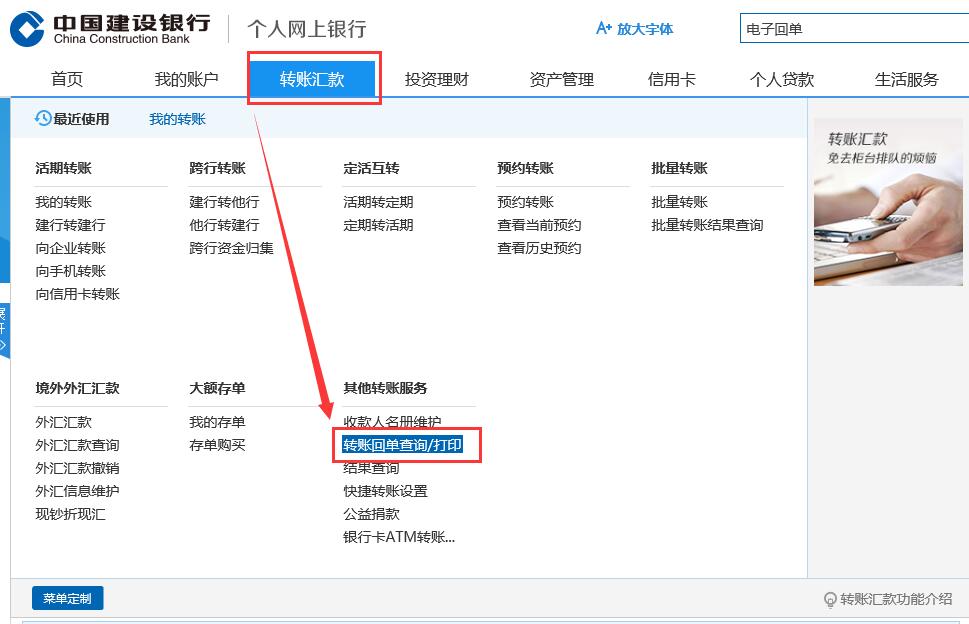 中国建设银行
China Construction Bank
个人网上银行
A+ 放大字体
电子回单
首页 我的账户 转账汇款 投资理财 资产管理 信用卡 个人贷款 生活服务
最近使用 我的转账
活期转账 跨行转账 定活互转 预约转账 批量转账
我的转账 建行转他行 活期转定期 预约转账 批量转账
建行转建行 他行转建行 定期转活期 查看当前预约 批量转账结果查询
向企业转账 跨行资金归集 查看历史预约
向手机转账
向信用卡转账
转账汇款
免去柜台排队的烦恼
境外外汇汇款 大额存单 其他转账服务
外汇汇款 我的存单 收款人名册维护
外汇汇款查询 存单购买 转账回单查询/打印
外汇汇款撤销 结果查询
外汇信息维护 快捷转账设置
现钞折现汇 公益捐款
银行卡ATM转账...
菜单定制
转账汇款功能介绍